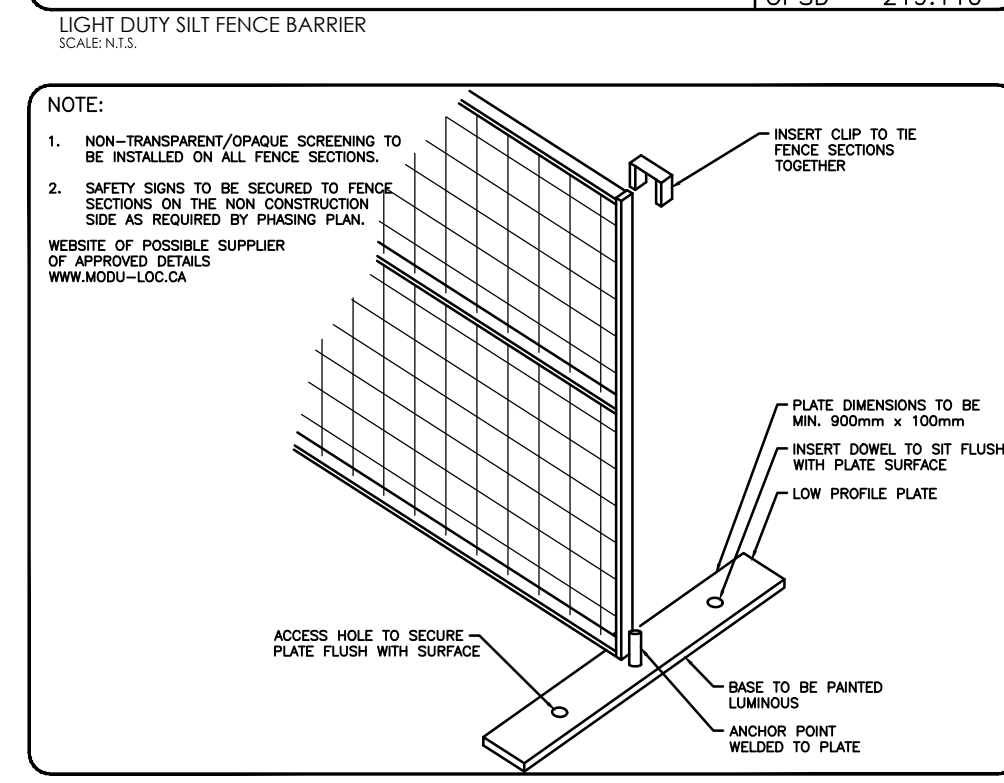 LIGHT DUTY SILT FENCE BARRIER
SCALE: N.T.S.
NOTE:
1. NON-TRANSPARENT/OPAQUE SCREENING TO
BE INSTALLED ON ALL FENCE SECTIONS.
2. SAFETY SIGNS TO BE SECURED TO FENCE
SECTIONS ON THE NON CONSTRUCTION
SIDE AS REQUIRED BY PHASING PLAN.
WEBSITE OF POSSIBLE SUPPLIER
OF APPROVED DETAILS
WWW.MODU-LOC.CA
INSERT CLIP TO TIE
FENCE SECTIONS
TOGETHER
PLATE DIMENSIONS TO BE
MIN. 900mm x 100mm
INSERT DOWEL TO SIT FLUSH
WITH PLATE SURFACE
LOW PROFILE PLATE
ACCESS HOLE TO SECURE
PLATE FLUSH WITH SURFACE
BASE TO BE PAINTED
LUMINOUS
ANCHOR POINT
WELDED TO PLATE